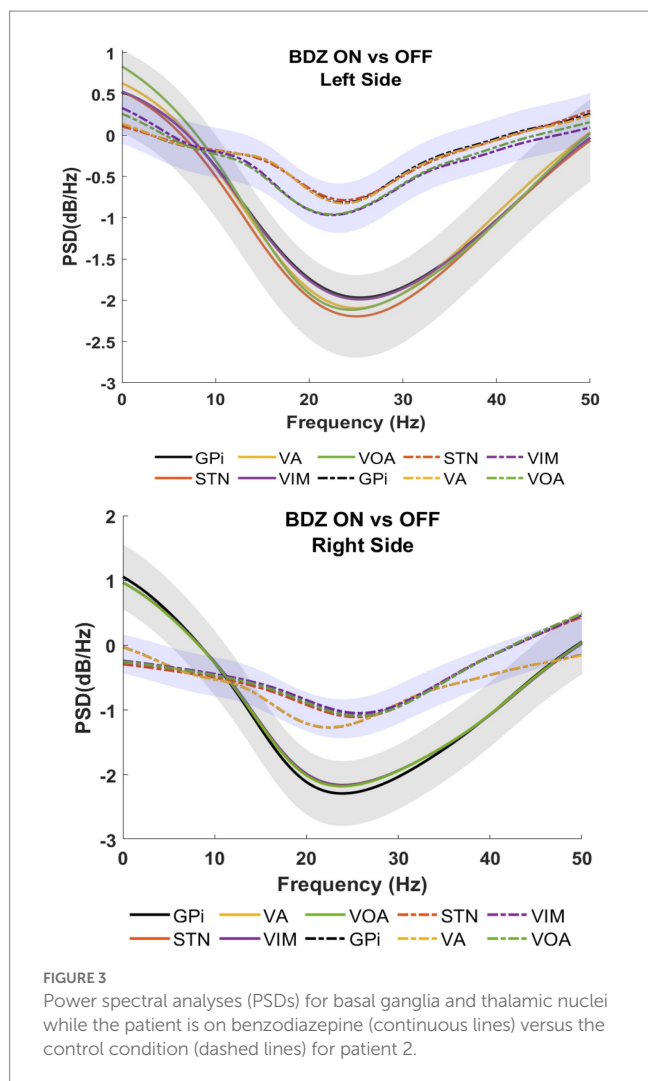 BDZ ON vs OFF
Left Side
1
0.5
0
-0.5
-1
-1.5
-2
-2.5
-3
PSD(dB/Hz)
0 10 20 30 40 50
Frequency (Hz)
GPi VA VOA STN VIM
STN VIM GPi VA VOA
BDZ ON vs OFF
Right Side
2
1
0
-1
-2
-3
PSD(dB/Hz)
0 10 20 30 40 50
Frequency (Hz)
GPi VA VOA STN VIM
STN VIM GPi VA VOA
FIGURE 3
Power spectral analyses (PSDs) for basal ganglia and thalamic nuclei
while the patient is on benzodiazepine (continuous lines) versus the
control condition (dashed lines) for patient 2.